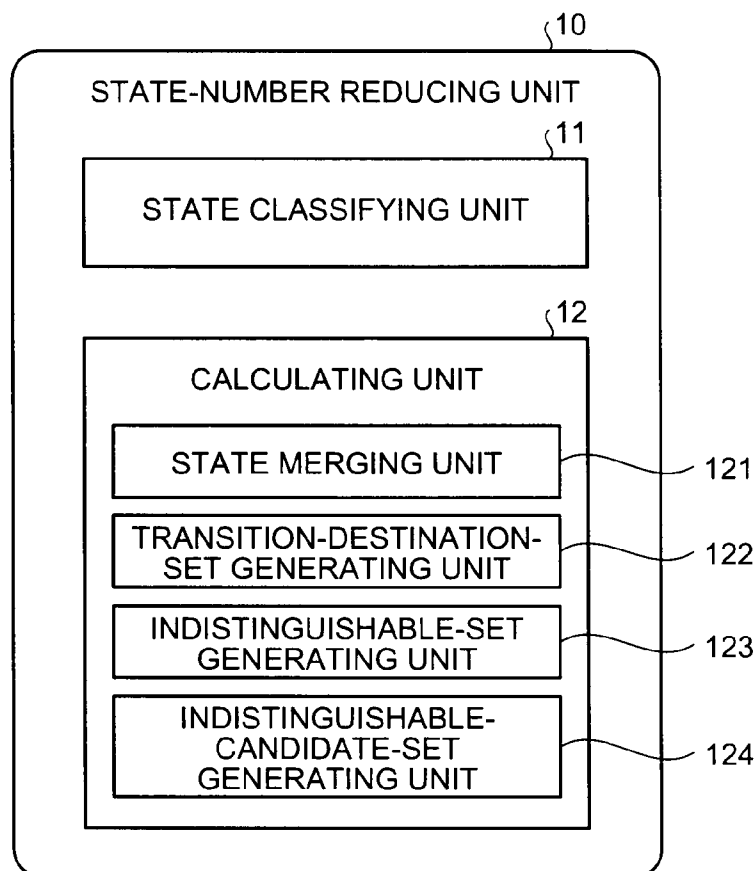 10
STATE-NUMBER REDUCING UNIT
11
STATE CLASSIFYING UNIT
12
CALCULATING UNIT
STATE MERGING UNIT
121
TRANSITION-DESTINATION-
SET GENERATING UNIT
122
INDISTINGUISHABLE-SET
GENERATING UNIT
123
INDISTINGUISHABLE-
CANDIDATE-SET
GENERATING UNIT
124